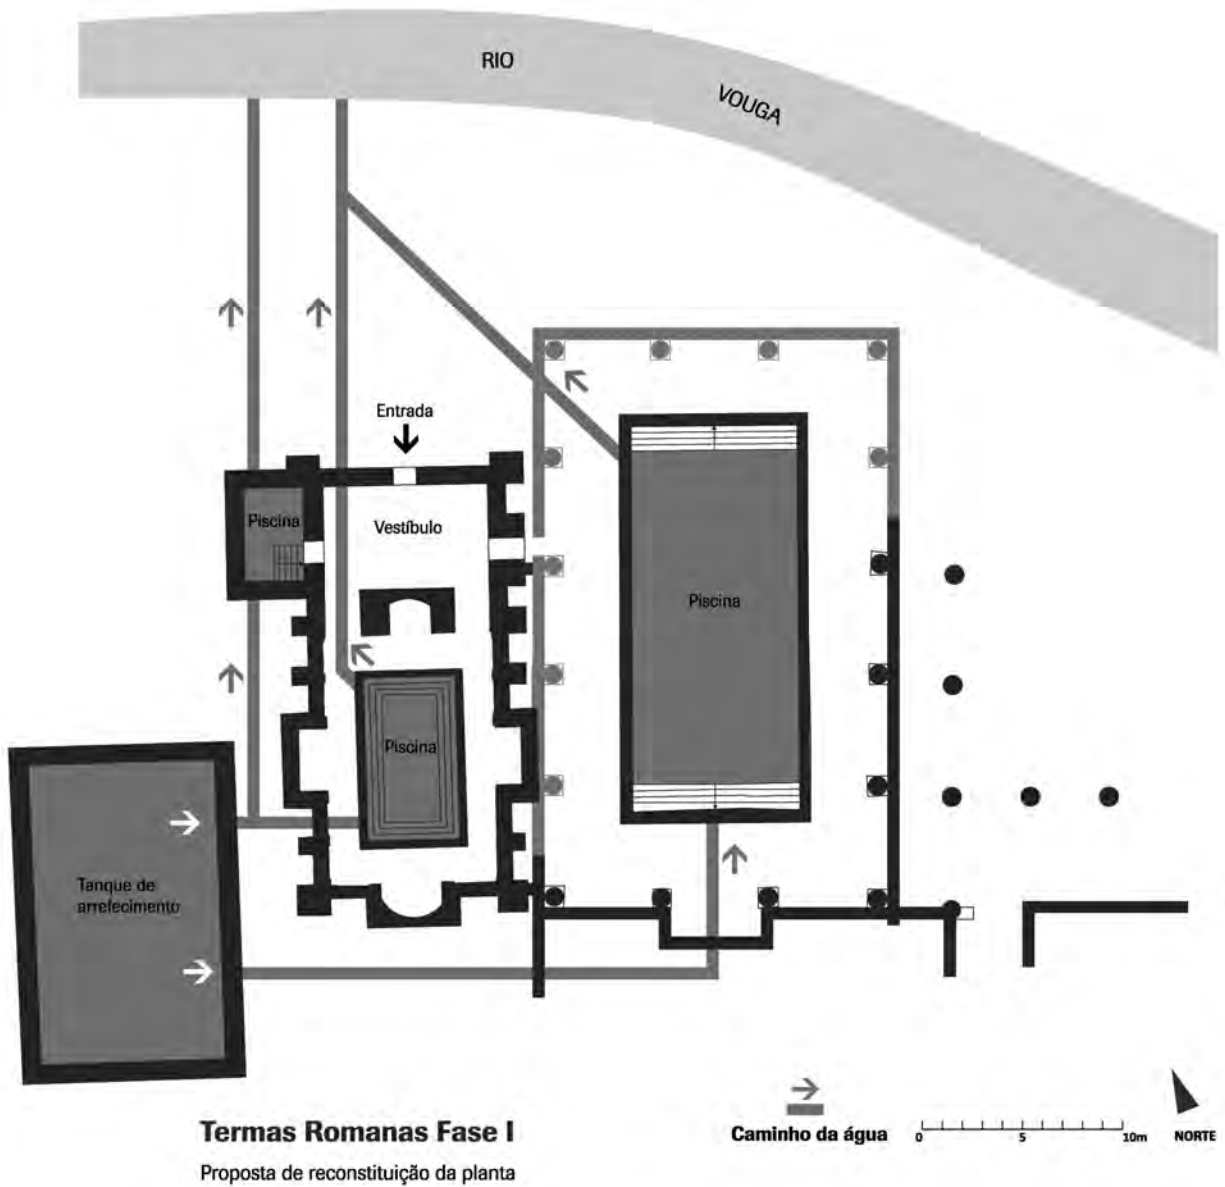 RIO
VOUGA
Entrada
Piscina
Vestíbulo
Piscina
Piscina
Tanque de
arrefecimento
Termas Romanas Fase I
Proposta de reconstituição da planta
Caminho da água
0 5 10m
NORTE